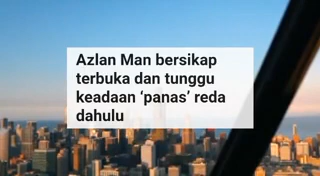 Azlan Man bersikap
terbuka dan tunggu
keadaan ‘panas’ reda
dahulu